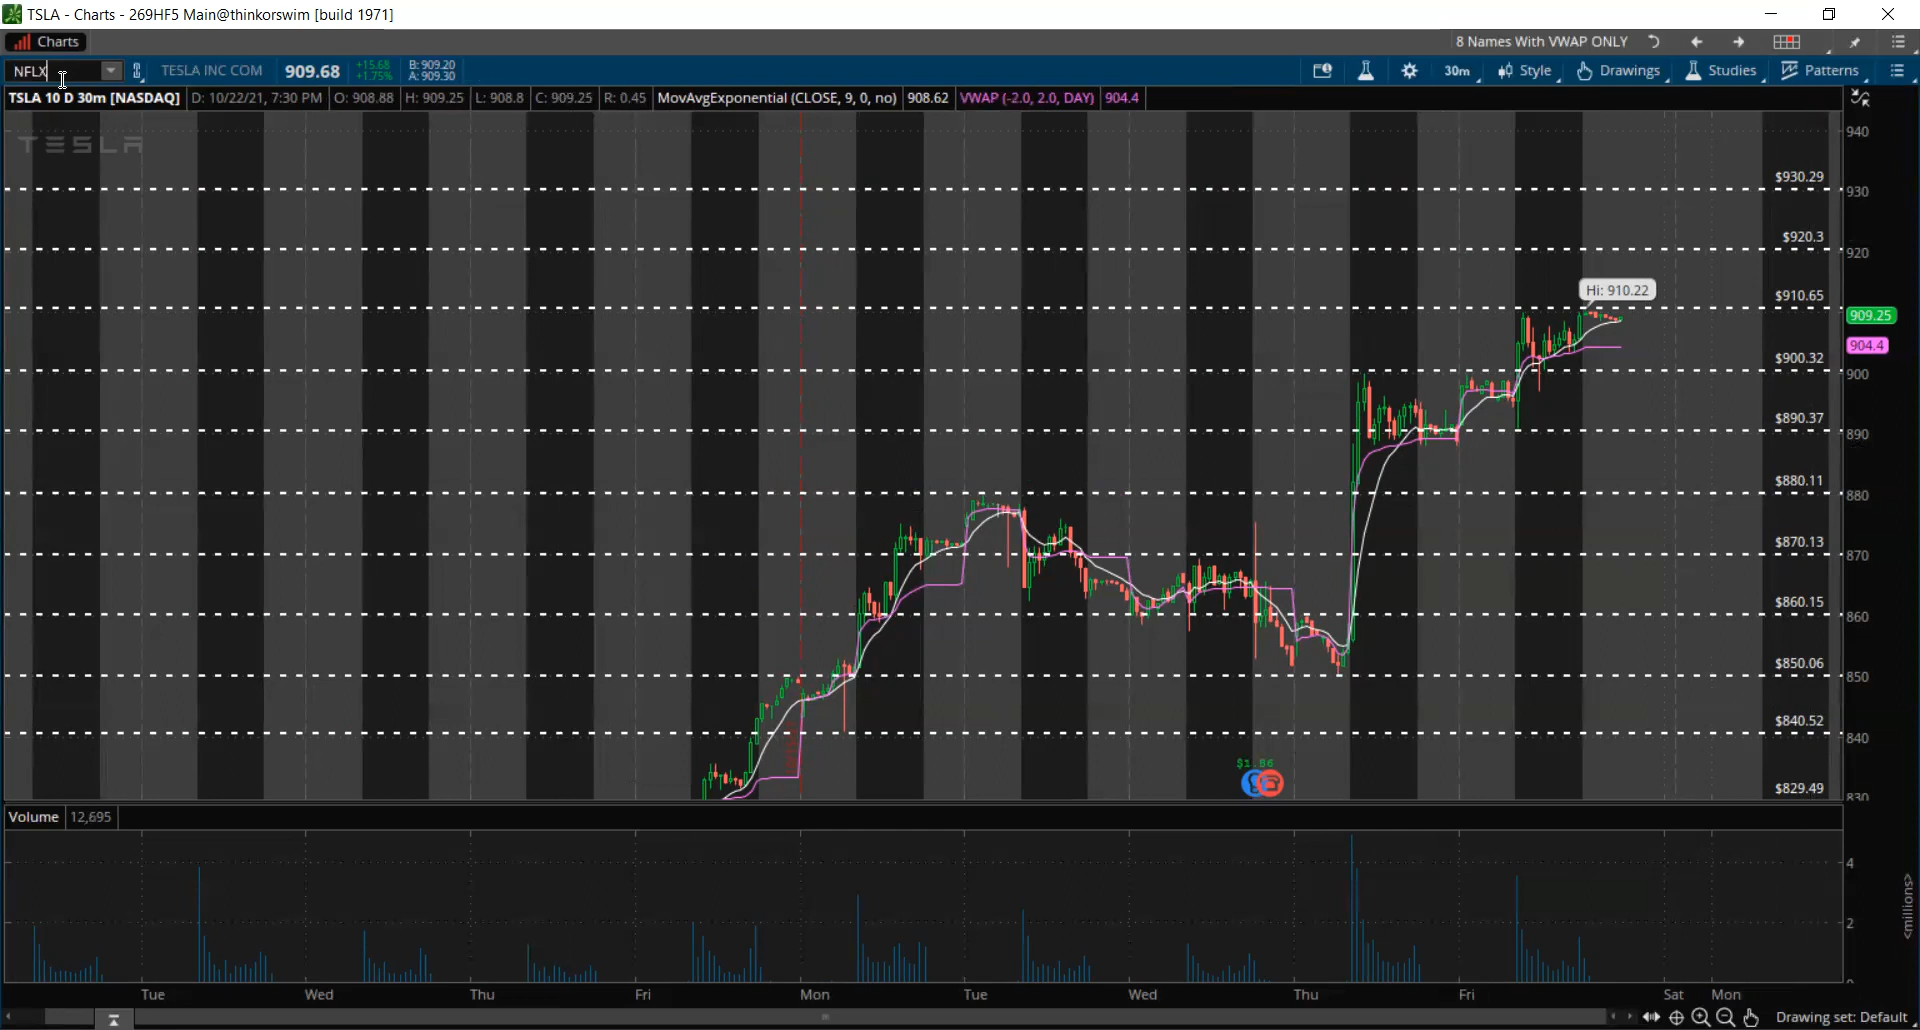 TSLA - Charts - 269HF5 Main@thinkorswim [build 1971]
Charts
8 Names With VWAP ONLY
NFLX
TESLA INC COM
909.68
+15.68
+1.75%
B: 909.20
A: 909.30
30m
Style
Drawings
Studies
Patterns
TSLA 10 D 30m [NASDAQ]
D: 10/22/21, 7:30 PM
O: 908.88
H: 909.25
L: 908.8
C: 909.25
R: 0.45
MovAvgExponential (CLOSE, 9, 0, no)
908.62
VWAP (-2.0, 2.0, DAY)
904.4
TESLA
940
$930.29
930
$920.3
920
Hi: 910.22
$910.65
909.25
904.4
$900.32
900
$890.37
890
$880.11
880
$870.13
870
$860.15
860
$850.06
850
$840.52
840
$1.86
$829.49
830
Volume
12,695
4
2
<millions>
Tue
Wed
Thu
Fri
Mon
Tue
Wed
Thu
Fri
Sat
Mon
Drawing set: Default